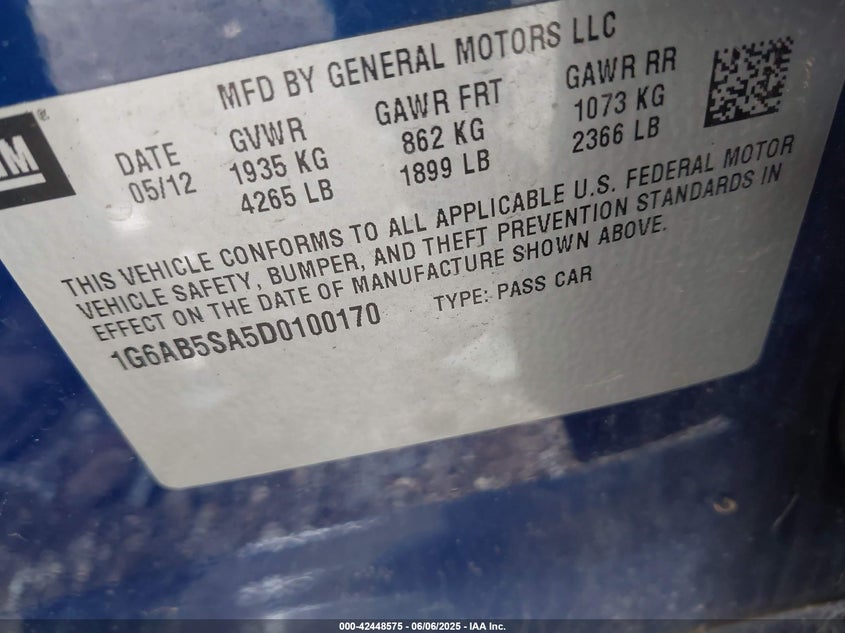 GM®
MFD BY GENERAL MOTORS LLC
DATE GVWR GAWR FRT GAWR RR
05/12 1935 KG 862 KG 1073 KG
4265 LB 1899 LB 2366 LB
THIS VEHICLE CONFORMS TO ALL APPLICABLE U.S. FEDERAL MOTOR
VEHICLE SAFETY, BUMPER, AND THEFT PREVENTION STANDARDS IN
EFFECT ON THE DATE OF MANUFACTURE SHOWN ABOVE.
1G6AB5SA5D0100170 TYPE: PASS CAR
000-42448575 - 06/06/2025 - IAA Inc.